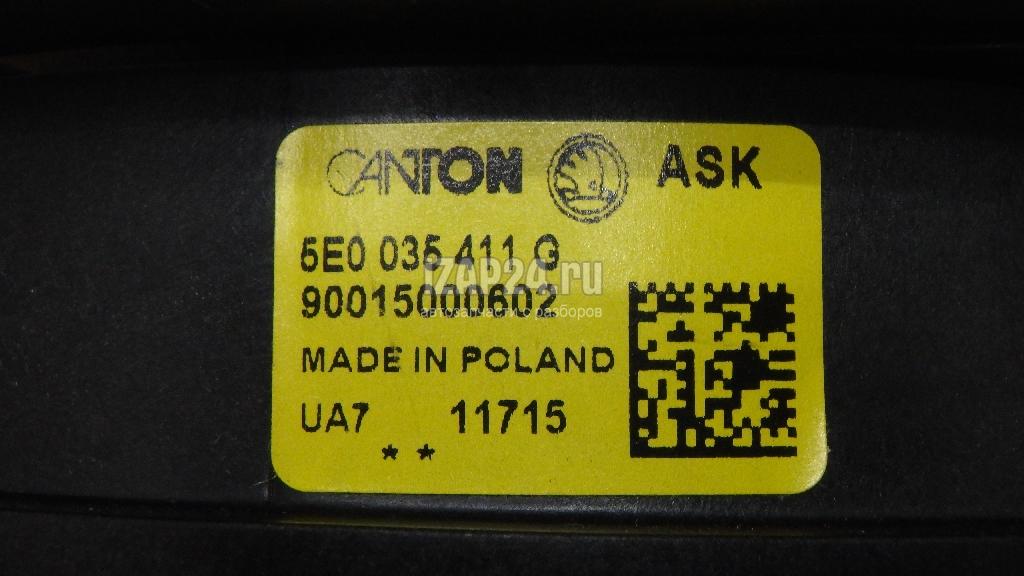 CANTON ASK
5E0 035 411 G
IZAP24.ru
90015000602
автозапчасти с разборов
MADE IN POLAND
UA7 11715
**